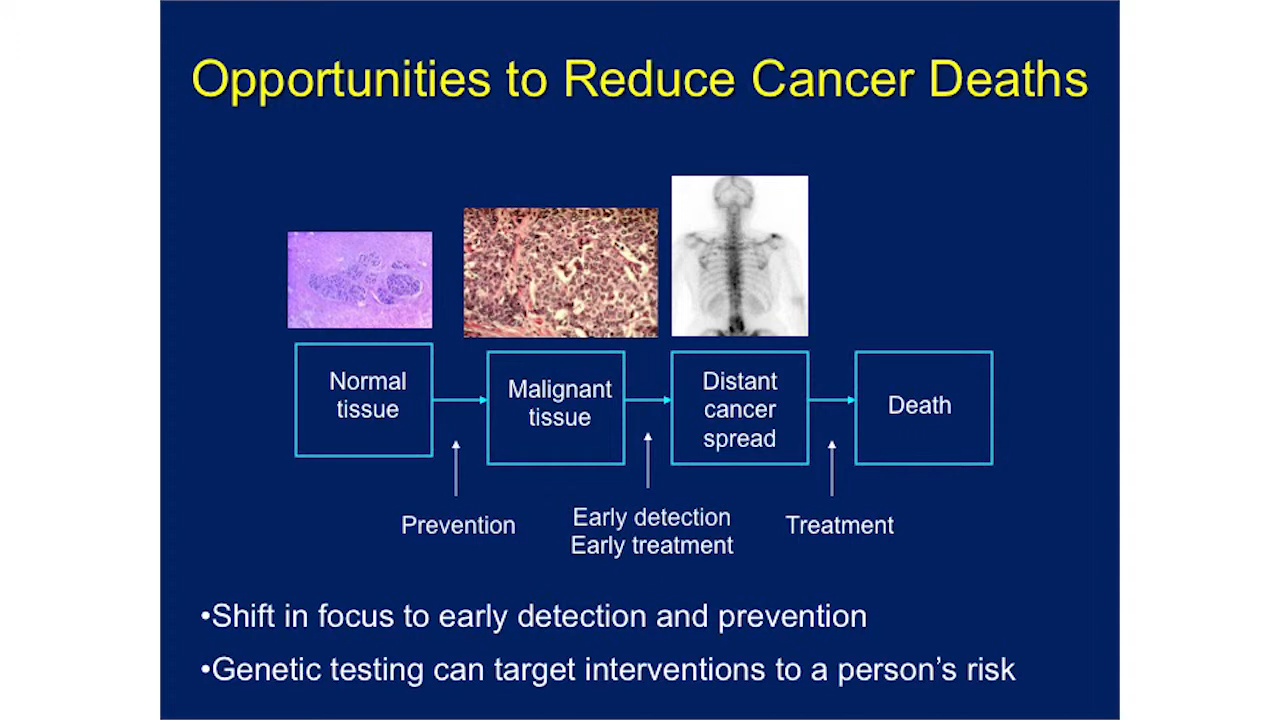 Opportunities to Reduce Cancer Deaths
Normal
tissue
Malignant
tissue
Distant
cancer
spread
Death
Prevention
Early detection
Early treatment
Treatment
•Shift in focus to early detection and prevention
•Genetic testing can target interventions to a person’s risk